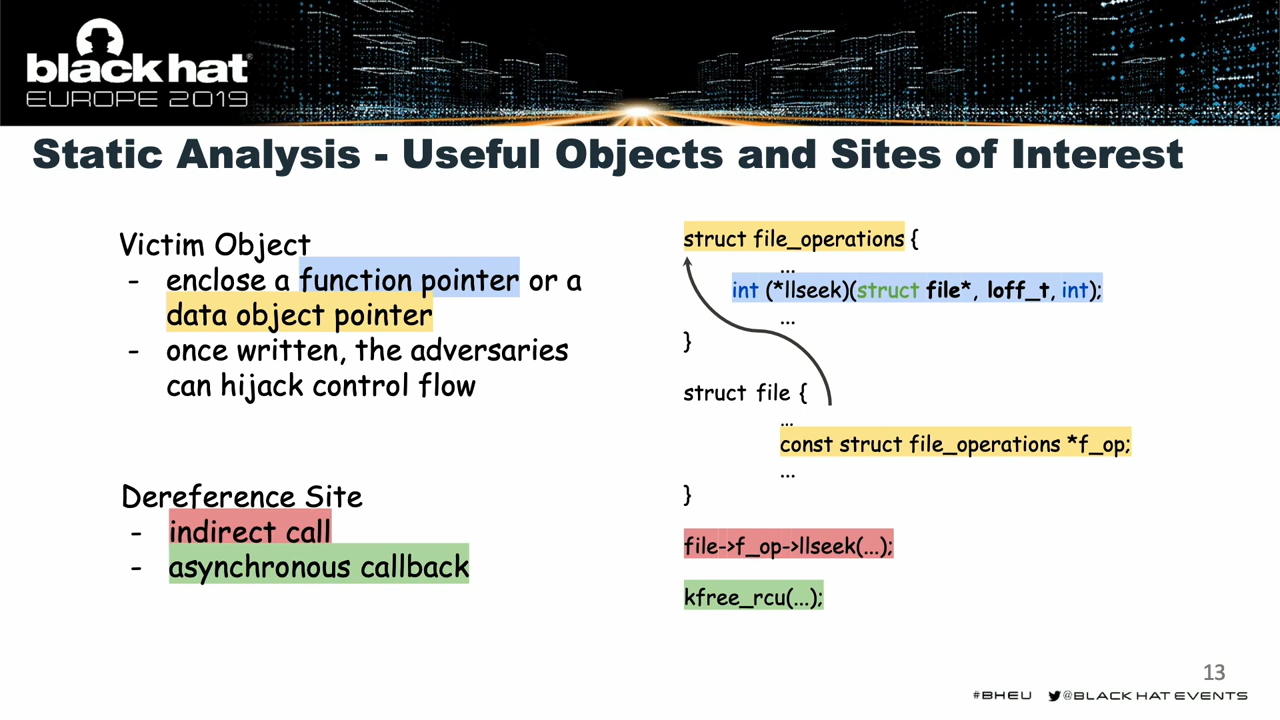 black hat
EUROPE 2019
Static Analysis - Useful Objects and Sites of Interest
Victim Object
- enclose a function pointer or a
data object pointer
- once written, the adversaries
can hijack control flow
Dereference Site
- indirect call
- asynchronous callback
struct file_operations {
...
int (*llseek)(struct file*, loff_t, int);
...
}
struct file {
...
const struct file_operations *f_op;
...
}
file->f_op->llseek(...);
kfree_rcu(...);
13
#BHEU @BLACK HAT EVENTS